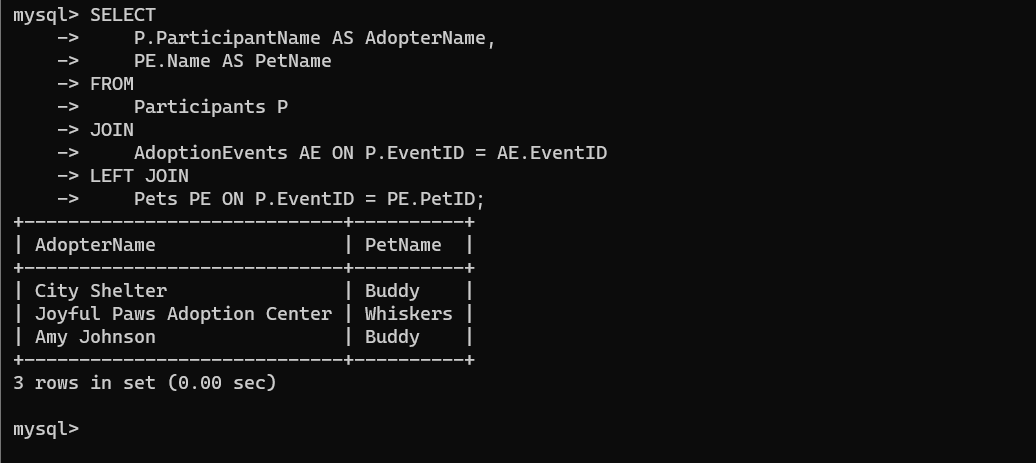 mysql> SELECT
    ->     P.ParticipantName AS AdopterName,
    ->     PE.Name AS PetName
    -> FROM
    ->     Participants P
    -> JOIN
    ->     AdoptionEvents AE ON P.EventID = AE.EventID
    -> LEFT JOIN
    ->     Pets PE ON P.EventID = PE.PetID;
+-----------------------------+----------+
| AdopterName                 | PetName  |
+-----------------------------+----------+
| City Shelter                | Buddy    |
| Joyful Paws Adoption Center | Whiskers |
| Amy Johnson                 | Buddy    |
+-----------------------------+----------+
3 rows in set (0.00 sec)

mysql>